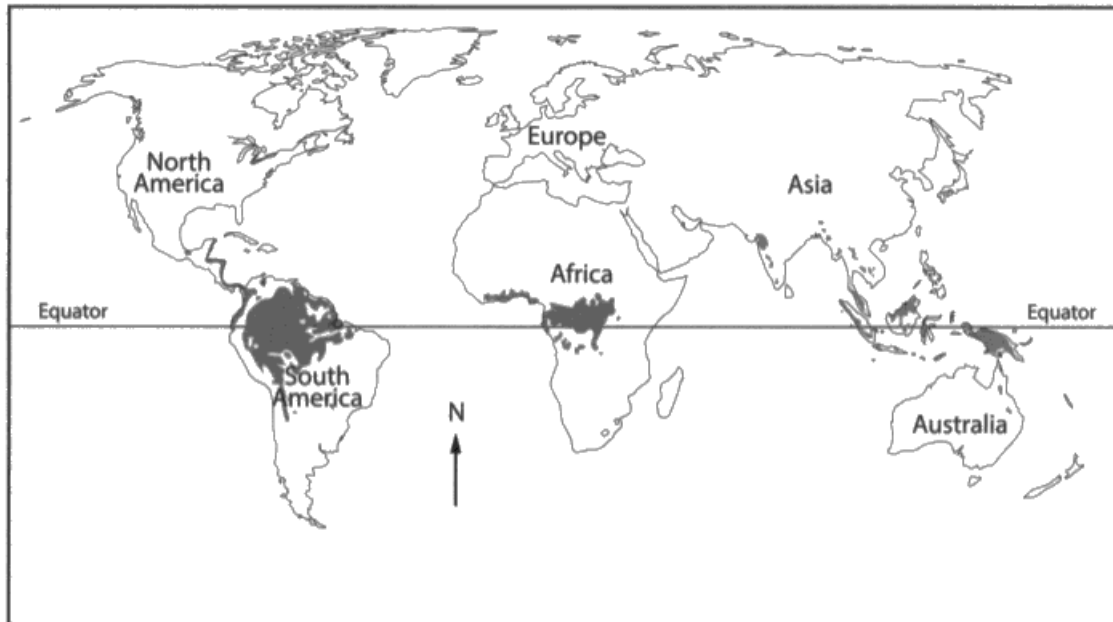 Europe
North
America
Asia
Africa
Equator
Equator
South
America
N
Australia